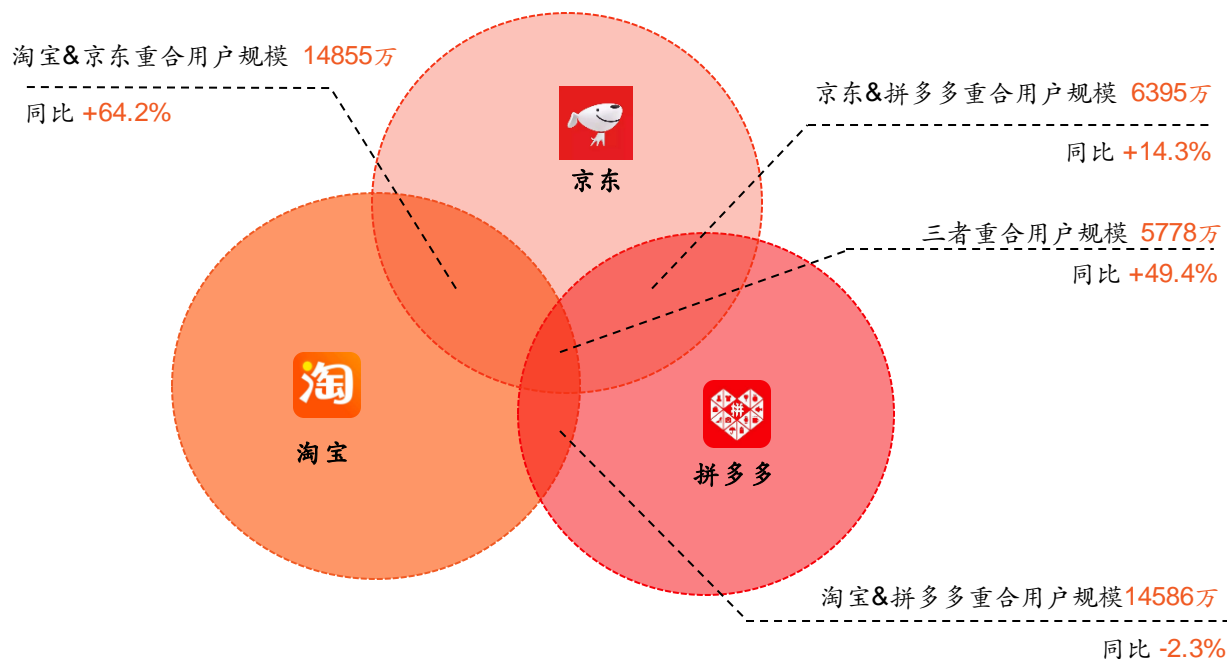 淘宝&京东重合用户规模 14855万
同比 +64.2%
京东&拼多多重合用户规模 6395万
同比 +14.3%
京东
三者重合用户规模 5778万
同比 +49.4%
淘
淘宝
拼
拼多多
淘宝&拼多多重合用户规模14586万
同比 -2.3%